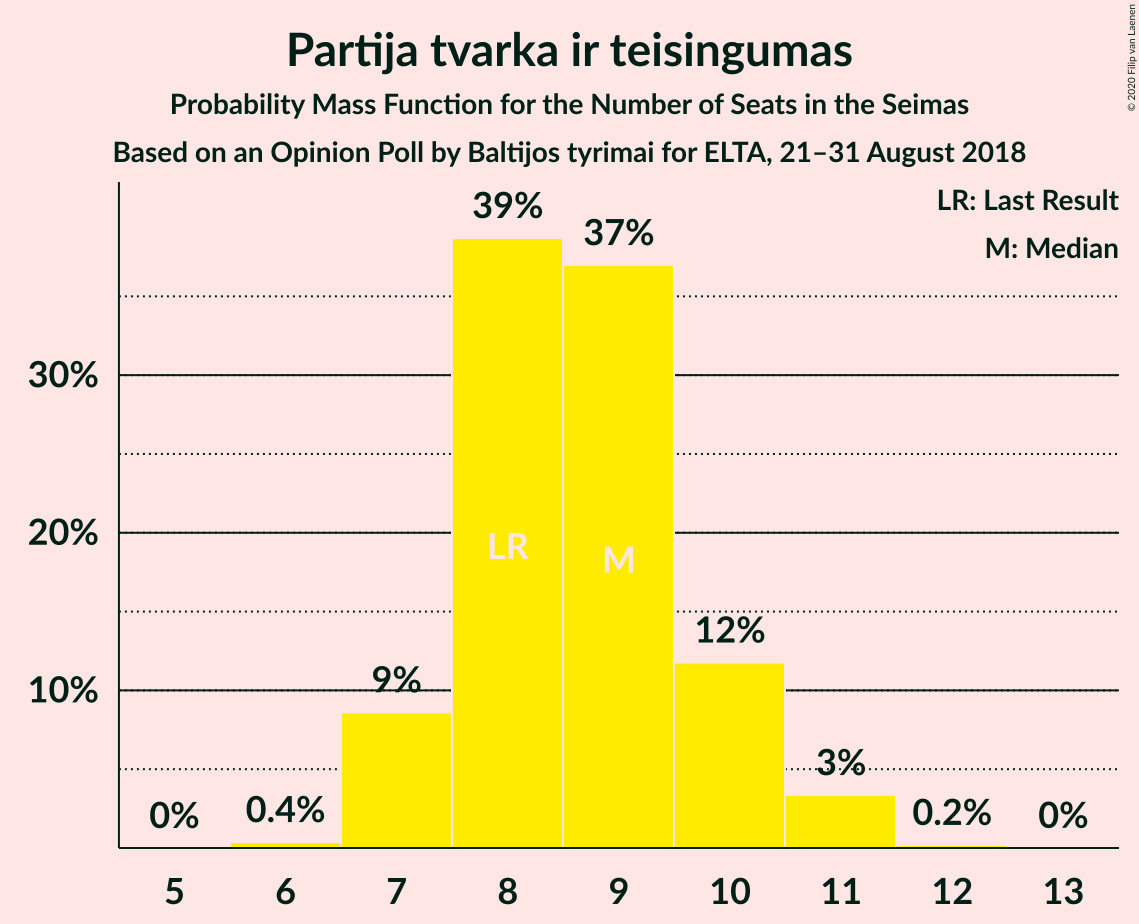 Partija tvarka ir teisingumas
Probability Mass Function for the Number of Seats in the Seimas
Based on an Opinion Poll by Baltijos tyrimai for ELTA, 21–31 August 2018
© 2020 Filip van Laenen
LR: Last Result
M: Median
39%
37%
30%
LR
M
20%
12%
9%
10%
3%
0%
0.4%
0.2%
0%
5 6 7 8 9 10 11 12 13